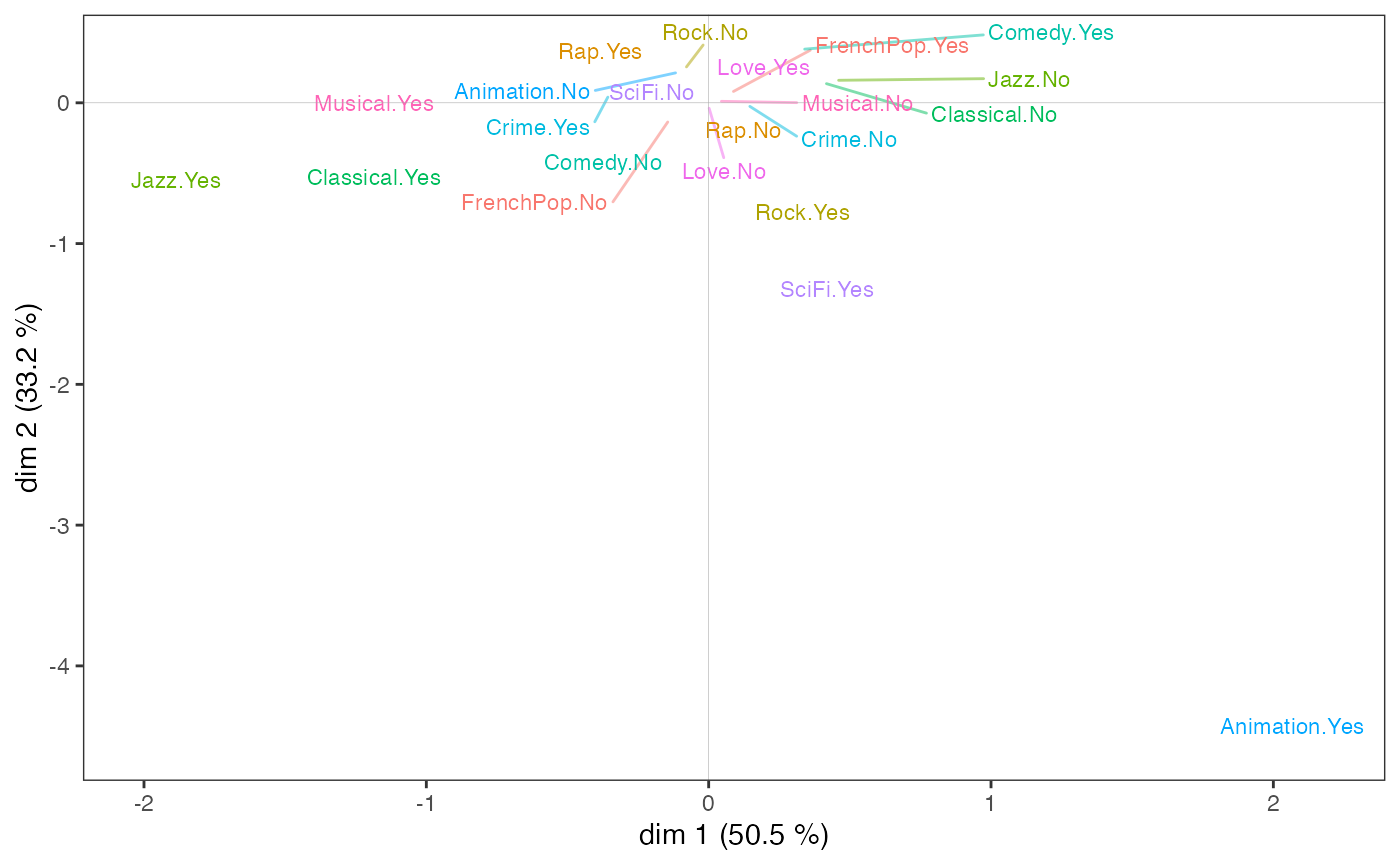 Rock.No
Comedy.Yes
FrenchPop.Yes
Rap.Yes
Love.Yes
Jazz.No
Animation.No
SciFi.No
Musical.Yes
Musical.No
Classical.No
Crime.Yes
Rap.No
Crime.No
Comedy.No
Love.No
Jazz.Yes
Classical.Yes
FrenchPop.No
Rock.Yes
SciFi.Yes
Animation.Yes
0
-1
-2
-3
-4
dim 2 (33.2 %)
-2
-1
0
1
2
dim 1 (50.5 %)